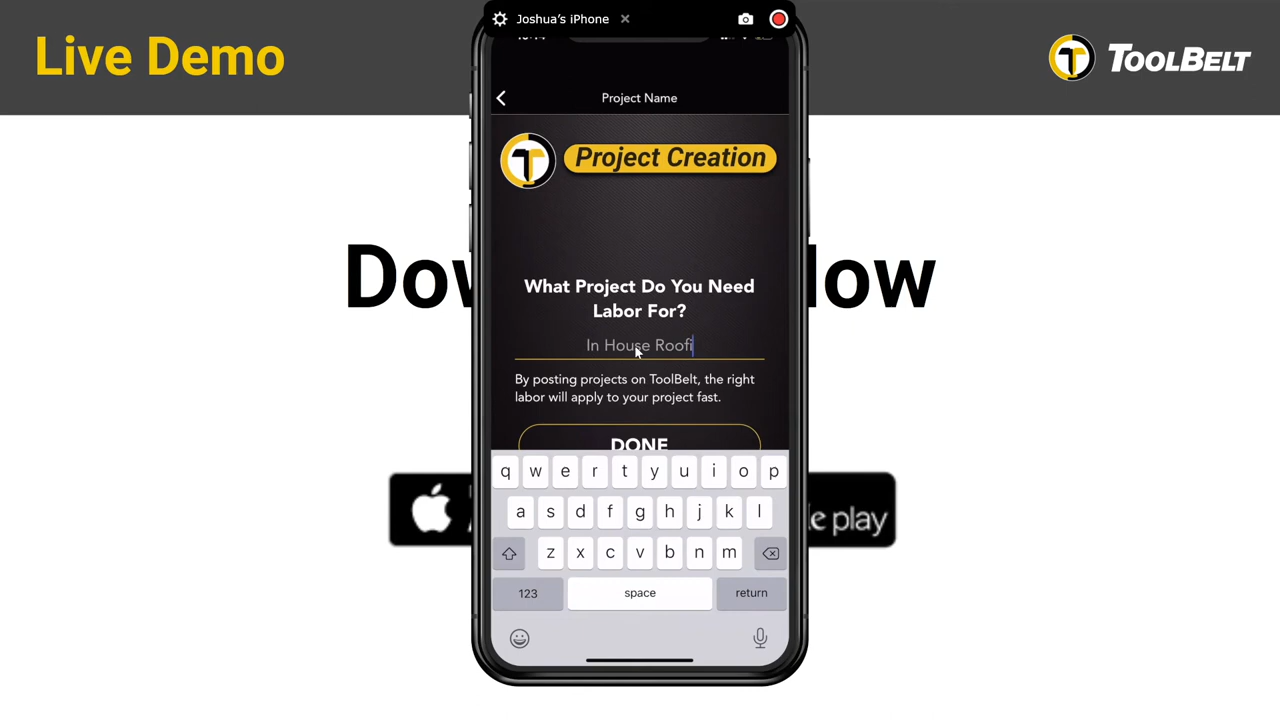 Live Demo
Joshua's iPhone
TOOLBELT
Project Name
Project Creation
What Project Do You Need
Labor For?
In House Roofi
By posting projects on ToolBelt, the right
labor will apply to your project fast.
DONE
q w e r t y u i o p
a s d f g h j k l
z x c v b n m
123 space return
play